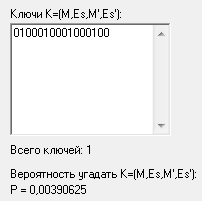 Ключи K=(M,Es,M',Es'):
0100010001000100
Всего ключей: 1
Вероятность угадать K=(M,Es,M',Es'):
P = 0,00390625